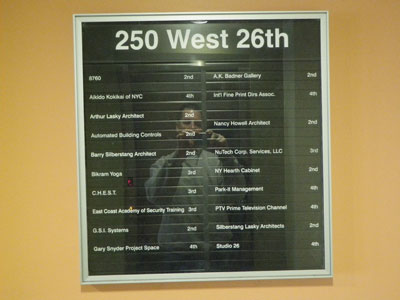 250 West 26th
8760 2nd
Aikido Kokikai of NYC 4th
Arthur Lasky Architect 2nd
Automated Building Controls 2nd
Barry Silberstang Architect 2nd
Bikram Yoga 3rd
C.H.E.S.T. 3rd
East Coast Academy of Security Training 3rd
G.S.I. Systems 2nd
Gary Snyder Project Space 4th
A.K. Badner Gallery 2nd
Int'l Fine Print Dlrs Assoc. 4th
Nancy Howell Architect 2nd
NuTech Corp. Services, LLC 3rd
NY Hearth Cabinet 2nd
Park-It Management 4th
PTV Prime Television Channel 4th
Silberstang Lasky Architects 2nd
Studio 26 4th